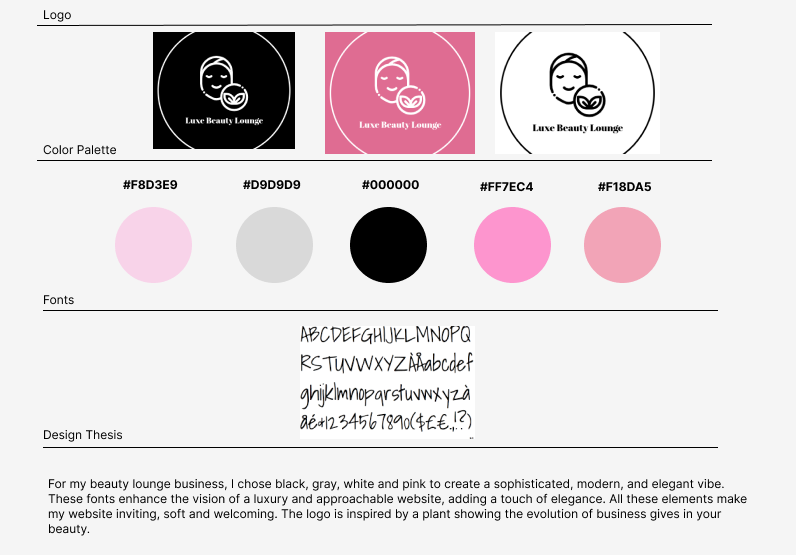 Logo
Luxe Beauty Lounge
Luxe Beauty Lounge
Luxe Beauty Lounge
Color Palette
#F8D3E9
#D9D9D9
#000000
#FF7EC4
#F18DA5
Fonts
ABCDEFGHIJKLMNOPQ
RSTUVWXYZÀÅabcdef
ghijklmnopqrstuvwxyzà
åé&1234567890($££.,!?)
Design Thesis
For my beauty lounge business, I chose black, gray, white and pink to create a sophisticated, modern, and elegant vibe.
These fonts enhance the vision of a luxury and approachable website, adding a touch of elegance. All these elements make
my website inviting, soft and welcoming. The logo is inspired by a plant showing the evolution of business gives in your
beauty.